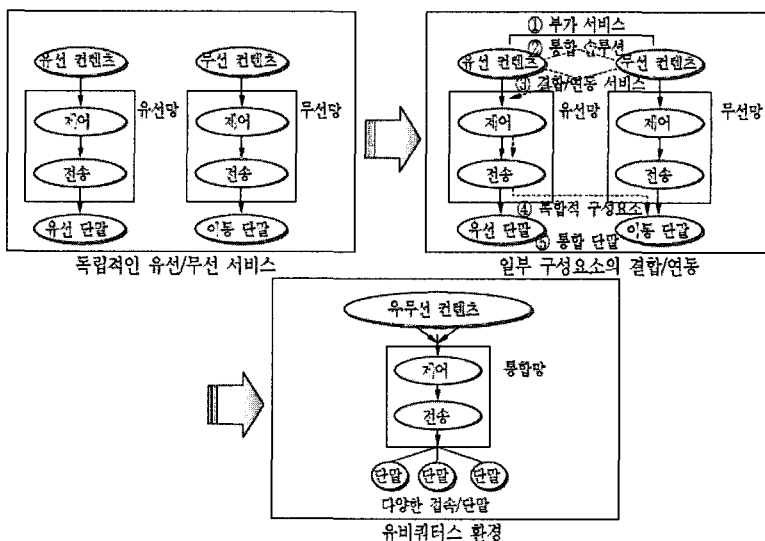 유선 컨텐츠
무선 컨텐츠
유선망
무선망
제어
제어
전송
전송
유선 단말
이동 단말
독립적인 유선/무선 서비스
① 부가 서비스
② 통합 솔루션
유선 컨텐츠
무선 컨텐츠
③ 결합/연동 서비스
유선망
무선망
제어
제어
전송
전송
④ 복합적 구성요소
유선 단말
⑤ 통합 단말
이동 단말
일부 구성요소의 결합/연동
유무선 컨텐츠
제어
통합망
전송
단말
단말
단말
다양한 접속/단말
유비쿼터스 환경